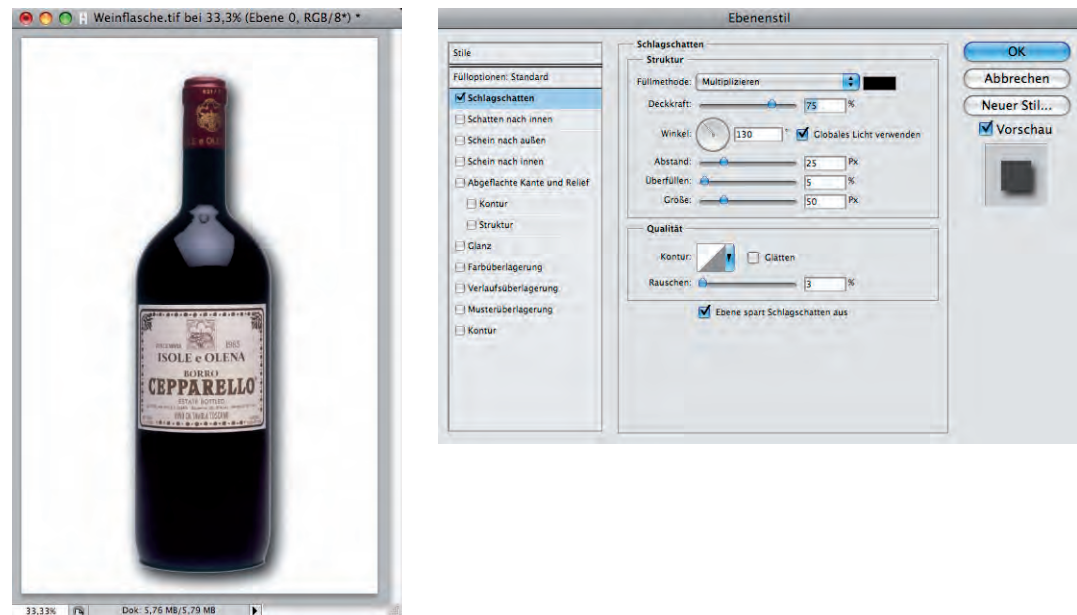 Weinflasche.tif bei 33,3% (Ebene 0, RGB/8*) *
ISOLE e OLENA
BORRO
CEPPARELLO
ESTATE BOTTLED
VINO DA TAVOLA TOSCANO
33,33%
Dok: 5,76 MB/5,79 MB
Ebenenstil
Stile
Fülloptionen: Standard
Schlagschatten
Schatten nach innen
Schein nach außen
Schein nach innen
Abgeflachte Kante und Relief
Kontur
Struktur
Glanz
Farbüberlagerung
Verlaufsüberlagerung
Musterüberlagerung
Kontur
Schlagschatten
Struktur
Füllmethode: Multiplizieren
Deckkraft: 75 %
Winkel: 130 ° Globales Licht verwenden
Abstand: 25 Px
Überfüllen: 5 %
Größe: 50 Px
Qualität
Kontur: Glätten
Rauschen: 3 %
Ebene spart Schlagschatten aus
OK
Abbrechen
Neuer Stil...
Vorschau